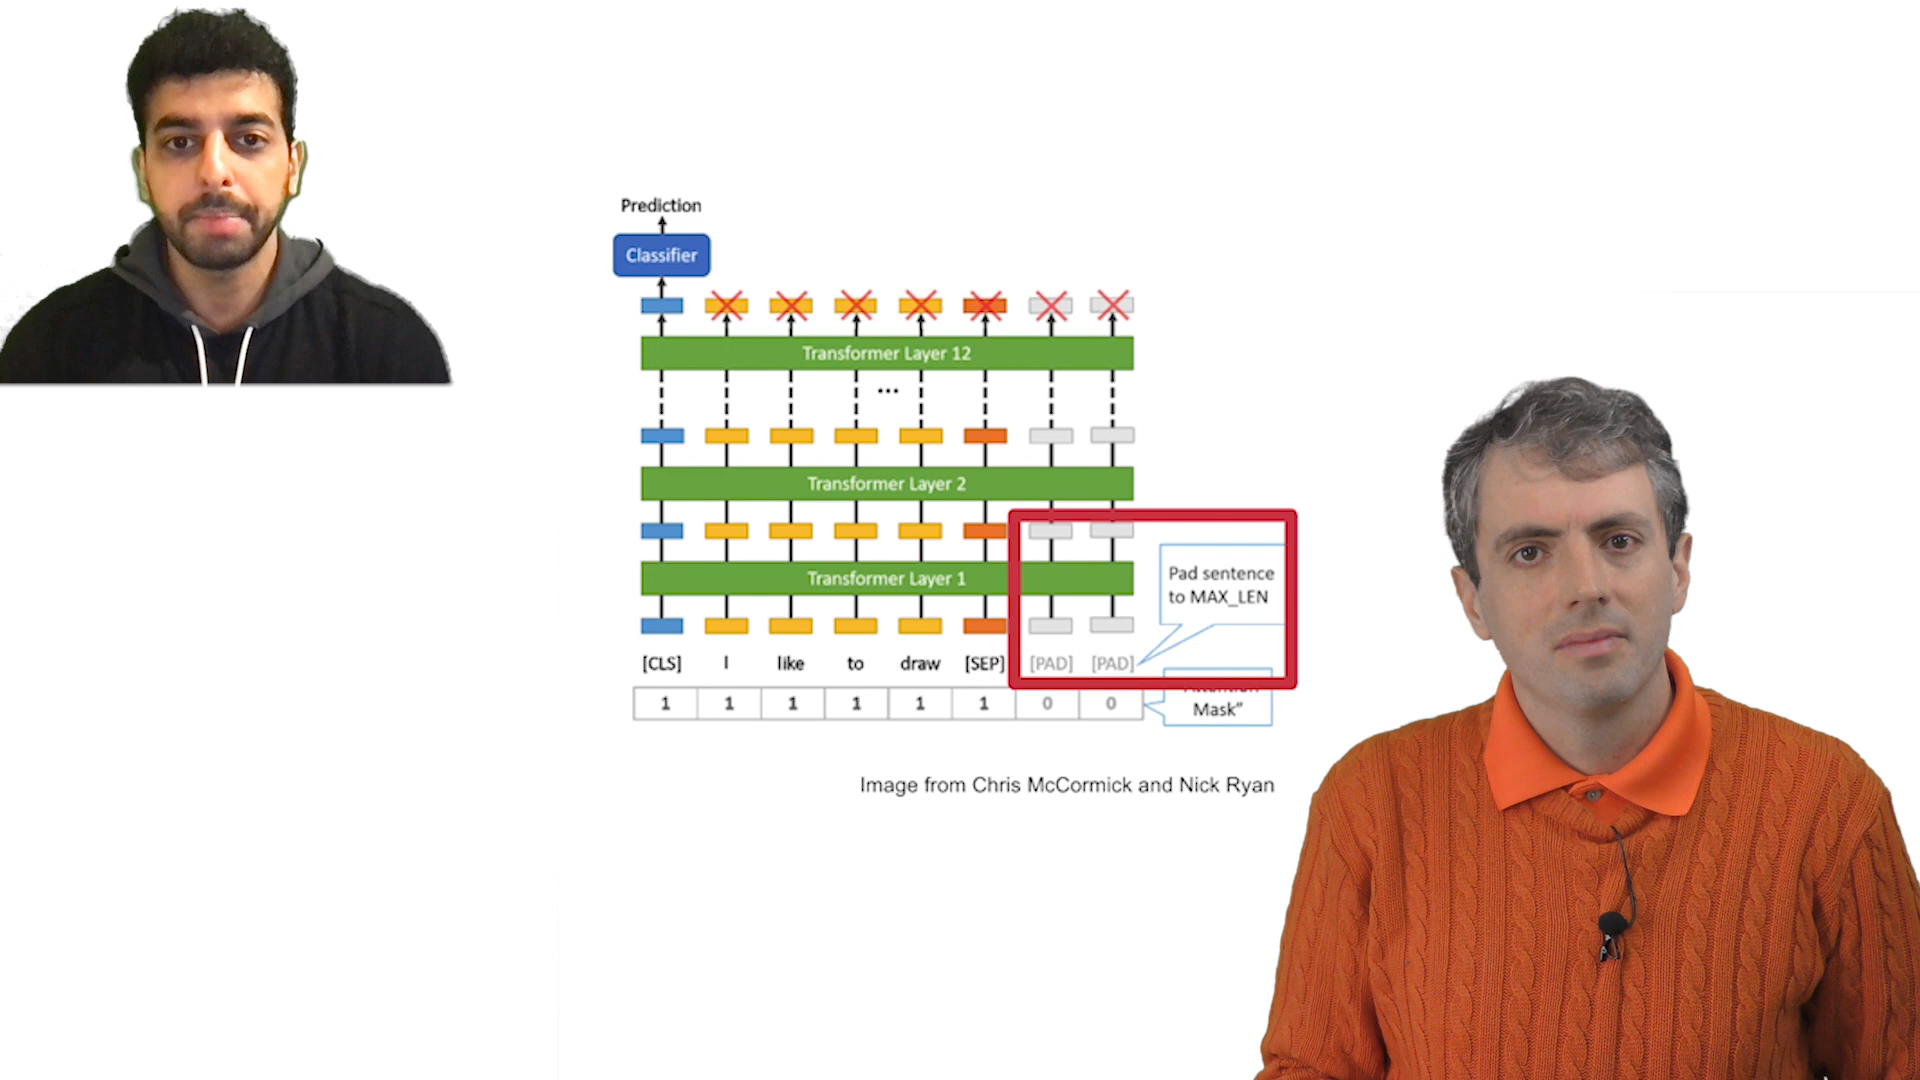 Prediction
Classifier
Transformer Layer 12
...
Transformer Layer 2
Transformer Layer 1
Pad sentence
to MAX_LEN
[CLS] I like to draw [SEP] [PAD] [PAD]
1 1 1 1 1 1 0 0
Mask"
Image from Chris McCormick and Nick Ryan